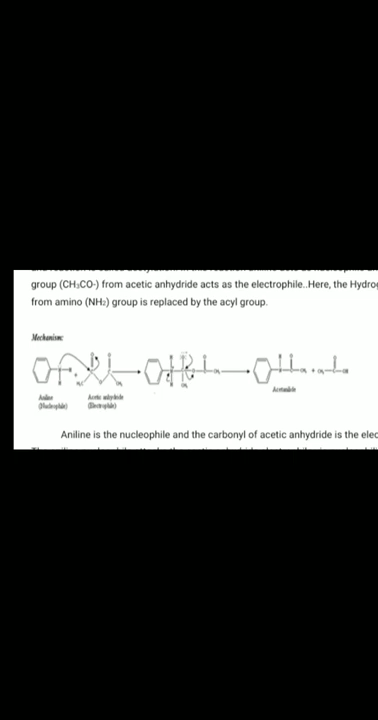 group (CH₃CO-) from acetic anhydride acts as the electrophile..Here, the Hydrog
from amino (NH₂) group is replaced by the acyl group.
Mechanism:
Aniline
(Nucleophile)
Acetic anhydride
(Electrophile)
Acetanilide
Aniline is the nucleophile and the carbonyl of acetic anhydride is the elec